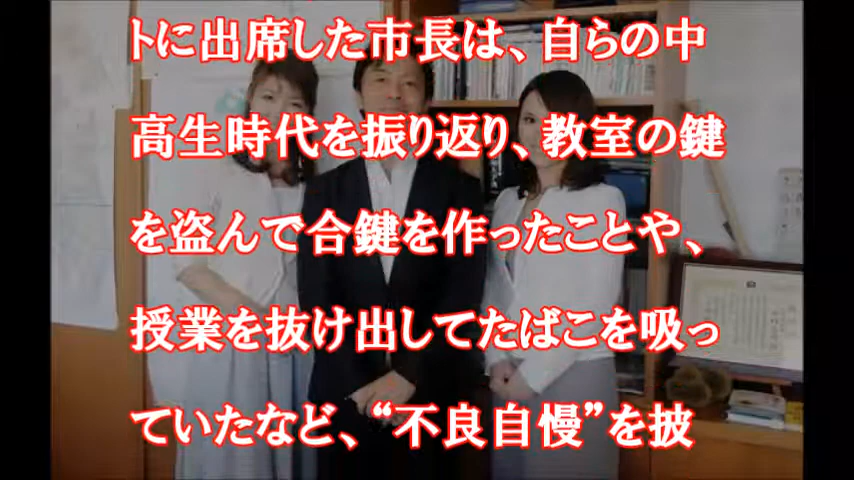 トに出席した市長は、自らの中
高生時代を振り返り、教室の鍵
を盗んで合鍵を作ったことや、
授業を抜け出してたばこを吸っ
ていたなど、“不良自慢”を披